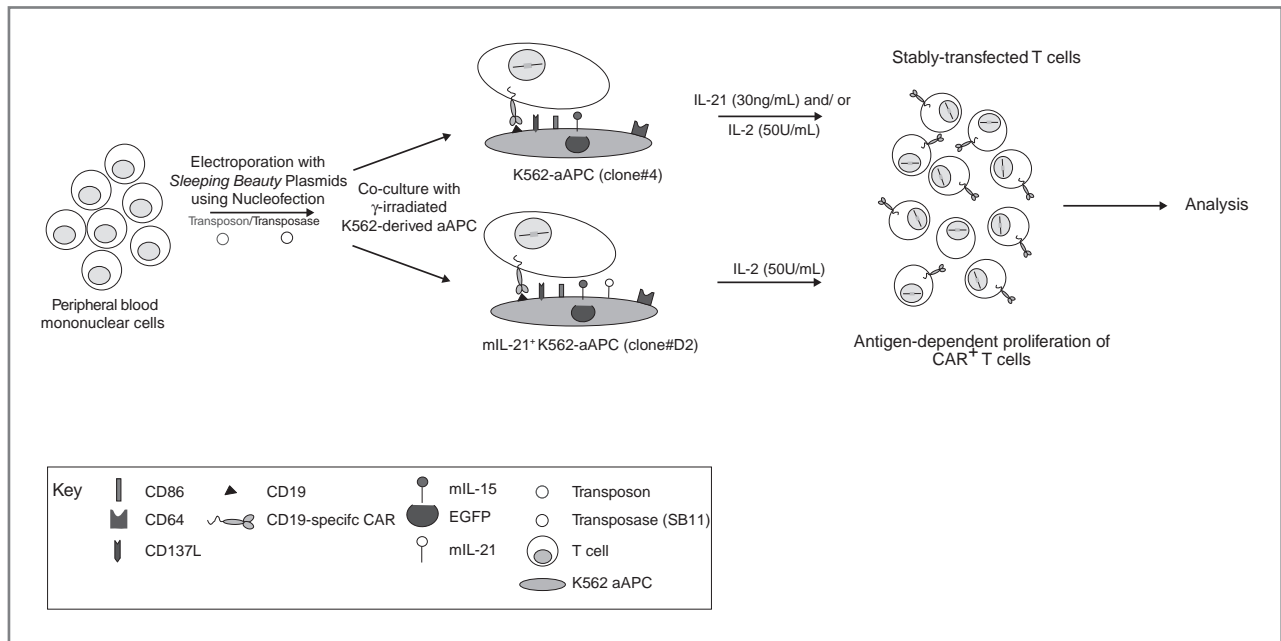 Peripheral blood
mononuclear cells
Electroporation with
Sleeping Beauty Plasmids
using Nucleofection
Transposon/Transposase
Co-culture with
γ-irradiated
K562-derived aAPC
K562-aAPC (clone#4)
mIL-21⁺ K562-aAPC (clone#D2)
IL-21 (30ng/mL) and/ or
IL-2 (50U/mL)
IL-2 (50U/mL)
Stably-transfected T cells
Antigen-dependent proliferation of
CAR⁺ T cells
Analysis
Key
CD86
CD64
CD137L
CD19
CD19-specifc CAR
mIL-15
EGFP
mIL-21
Transposon
Transposase (SB11)
T cell
K562 aAPC